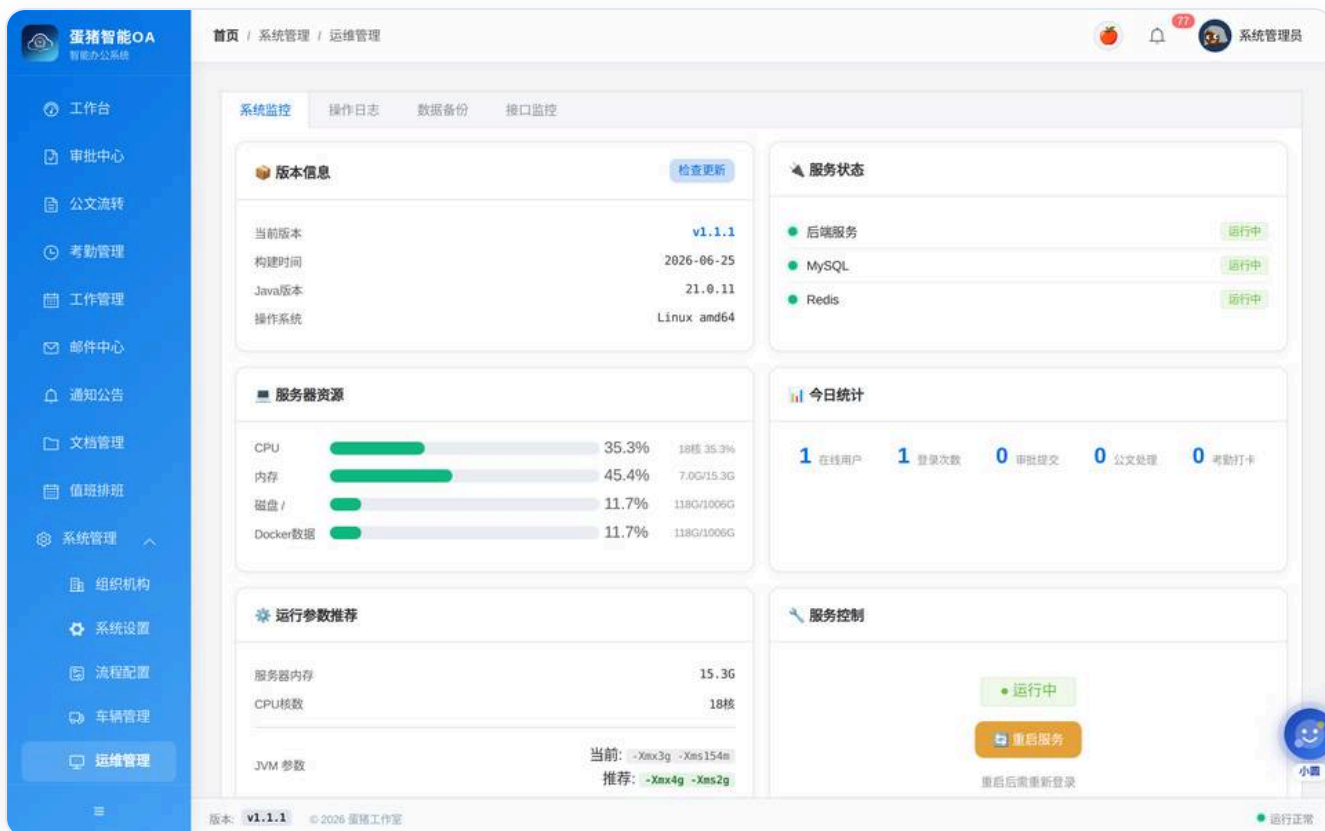 蛋猪智能OA
智能办公系统
工作台
审批中心
公文流转
考勤管理
工作管理
邮件中心
通知公告
文档管理
值班排班
系统管理
组织机构
系统设置
流程配置
车辆管理
运维管理
首页 / 系统管理 / 运维管理
77
系统管理员
系统监控 操作日志 数据备份 接口监控
版本信息 检查更新
当前版本 v1.1.1
构建时间 2026-06-25
Java版本 21.0.11
操作系统 Linux amd64
服务状态
后端服务 运行中
MySQL 运行中
Redis 运行中
服务器资源
CPU 35.3% 18核 35.3%
内存 45.4% 7.0G/15.3G
磁盘 / 11.7% 118G/1006G
Docker数据 11.7% 118G/1006G
今日统计
1 在线用户 1 登录次数 0 审批提交 0 公文处理 0 考勤打卡
运行参数推荐
服务器内存 15.3G
CPU核数 18核
JVM 参数 当前: -Xmx3g -Xms154m
推荐: -Xmx4g -Xms2g
服务控制
运行中
重启服务
重启后需重新登录
小圆
版本: v1.1.1 © 2026 蛋猪工作室
运行正常